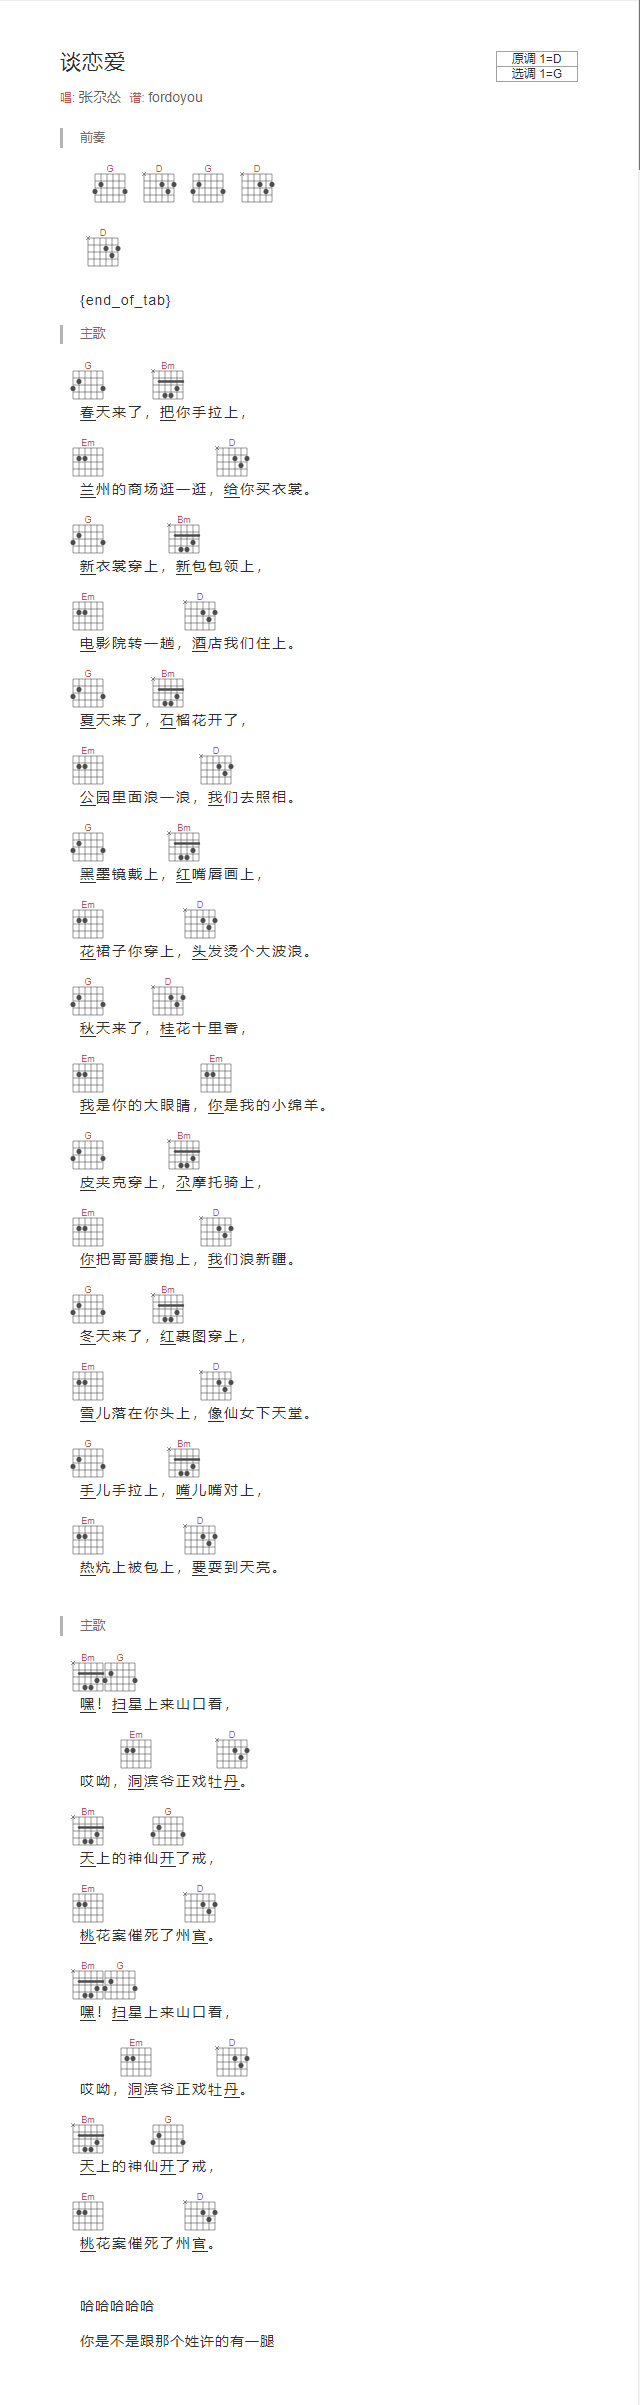 谈恋爱
原调 1=D
选调 1=G
唱: 张尕怂 谱: fordoyou
前奏
G D G D
D
{end_of_tab}
主歌
G Bm
春天来了，把你手拉上，
Em D
兰州的商场逛一逛，给你买衣裳。
G Bm
新衣裳穿上，新包包领上，
Em D
电影院转一趟，酒店我们住上。
G Bm
夏天来了，石榴花开了，
Em D
公园里面浪一浪，我们去照相。
G Bm
黑墨镜戴上，红嘴唇画上，
Em D
花裙子你穿上，头发烫个大波浪。
G D
秋天来了，桂花十里香，
Em Em
我是你的大眼睛，你是我的小绵羊。
G Bm
皮夹克穿上，尕摩托骑上，
Em D
你把哥哥腰抱上，我们浪新疆。
G Bm
冬天来了，红裹图穿上，
Em D
雪儿落在你头上，像仙女下天堂。
G Bm
手儿手拉上，嘴儿嘴对上，
Em D
热炕上被包上，要耍到天亮。
主歌
Bm G
嘿！扫星上来山口看，
Em D
哎呦，洞滨爷正戏牡丹。
Bm G
天上的神仙开了戒，
Em D
桃花案催死了州官。
Bm G
嘿！扫星上来山口看，
Em D
哎呦，洞滨爷正戏牡丹。
Bm G
天上的神仙开了戒，
Em D
桃花案催死了州官。
哈哈哈哈哈
你是不是跟那个姓许的有一腿